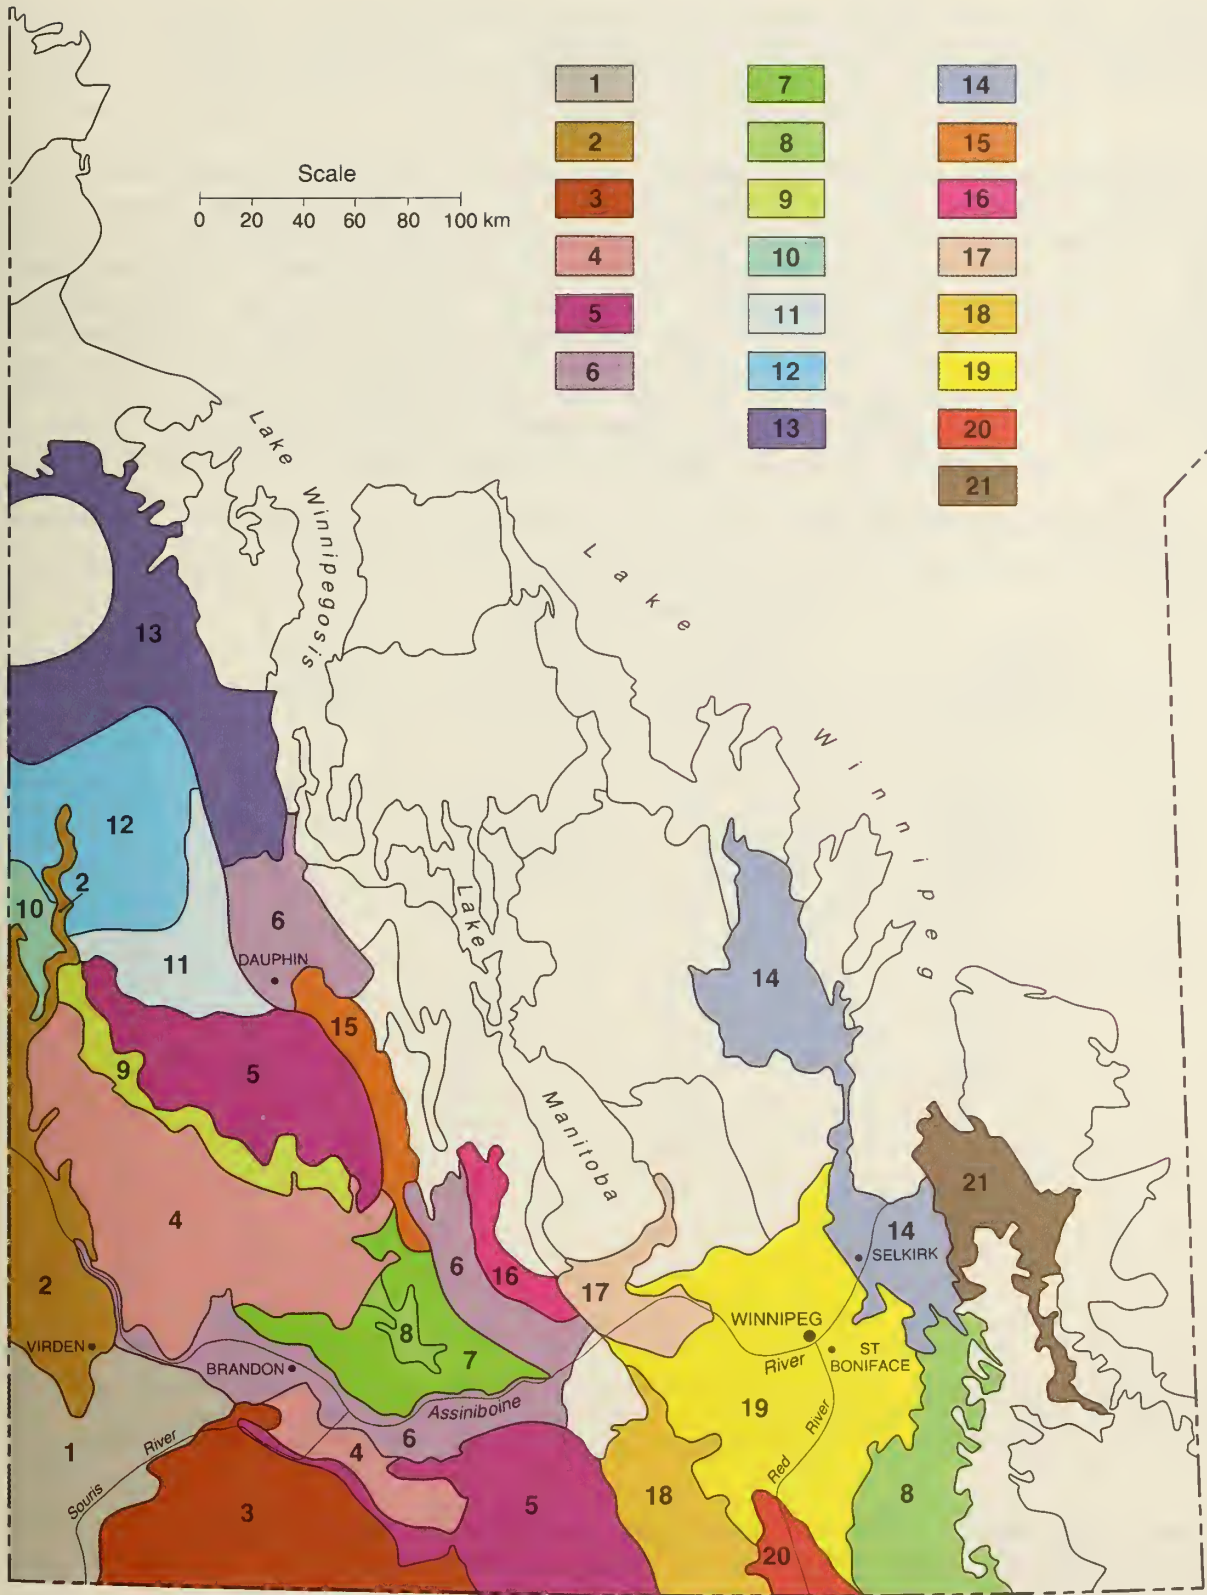 1
7
14
2
8
15
Scale
3
9
16
0 20 40 60 80 100 km
4
10
17
5
11
18
6
12
19
13
20
21
Lake Winnipegosis
Lake Winnipeg
13
12
2
10
6
Lake Manitoba
DAUPHIN
11
14
15
9
5
21
4
14
SELKIRK
6
16
2
17
WINNIPEG
8
VIRDEN
ST
BONIFACE
River
7
BRANDON
Assiniboine
19
River
6
1
River
4
Red
Souris
18
8
5
3
20